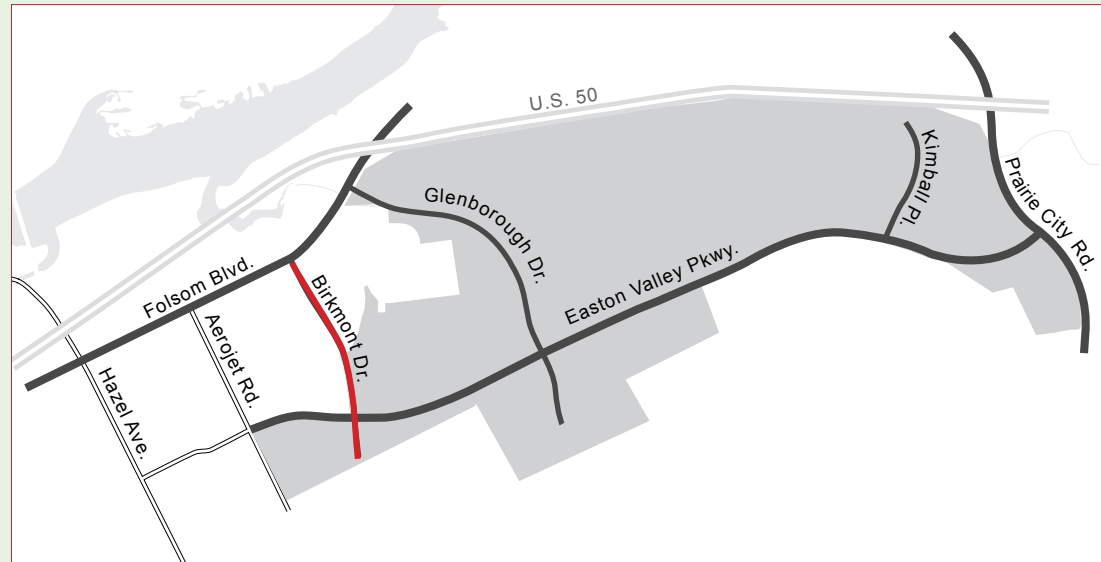 U.S. 50
Kimball Pl.
Prairie City Rd.
Glenborough Dr.
Easton Valley Pkwy.
Folsom Blvd.
Birkmont Dr.
Aerojet Rd.
Hazel Ave.